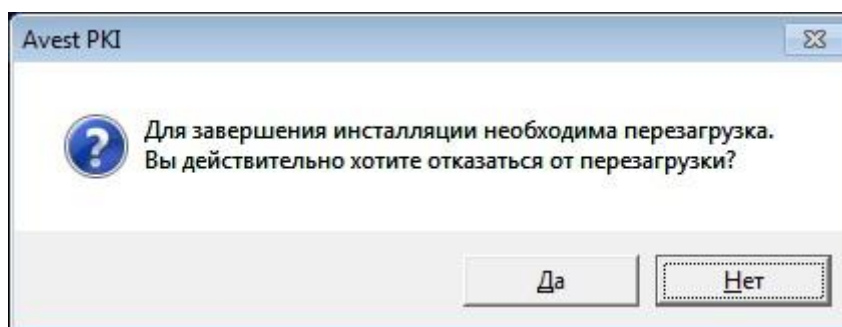 Avest PKI
Для завершения инсталляции необходима перезагрузка.
Вы действительно хотите отказаться от перезагрузки?
Да
Нет